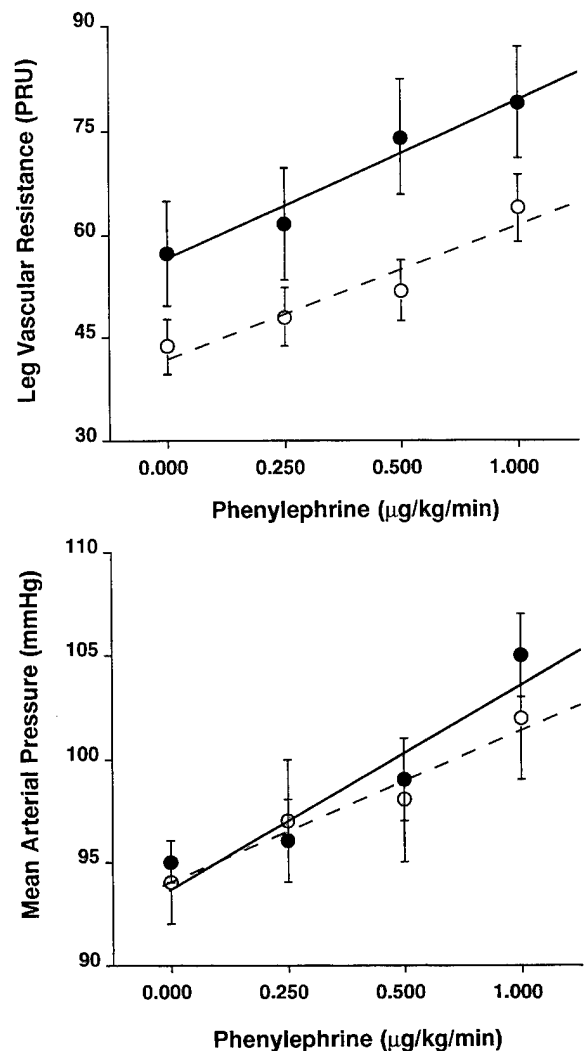 Leg Vascular Resistance (PRU)
90
75
60
45
30
0.000 0.250 0.500 1.000
Phenylephrine (μg/kg/min)
Mean Arterial Pressure (mmHg)
110
105
100
95
90
0.000 0.250 0.500 1.000
Phenylephrine (μg/kg/min)